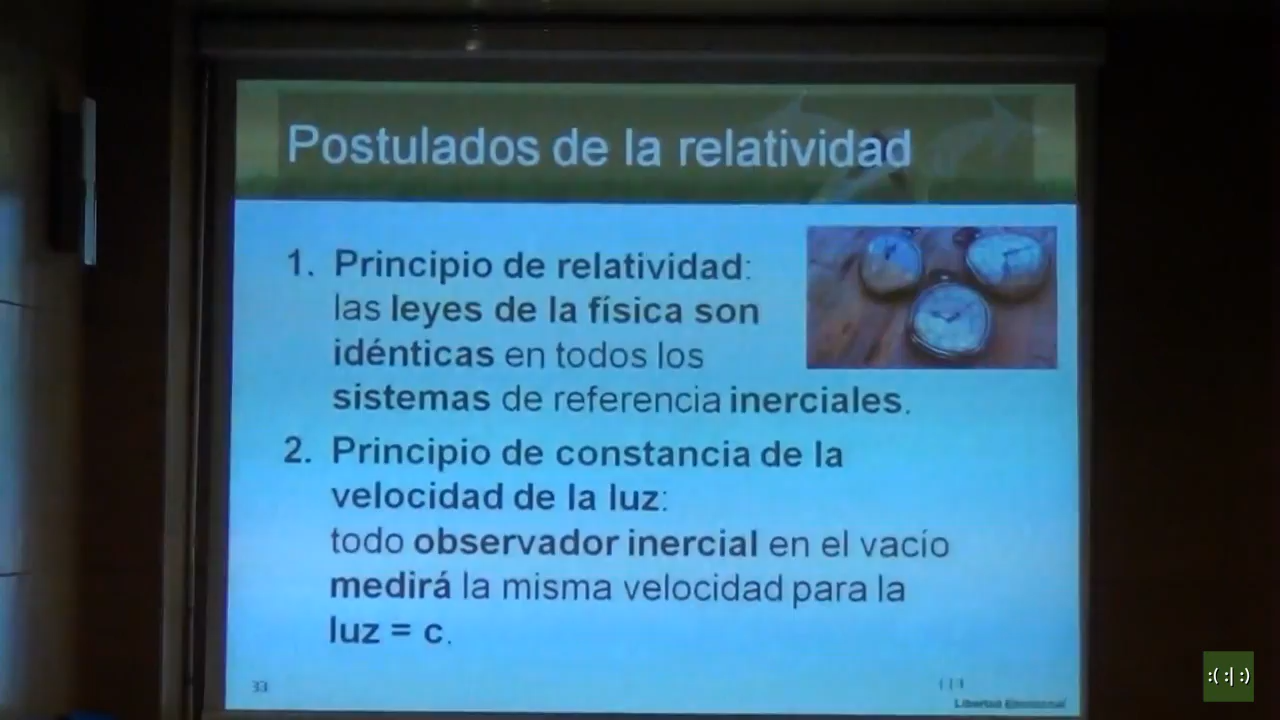 Postulados de la relatividad
1. Principio de relatividad:
las leyes de la física son
idénticas en todos los
sistemas de referencia inerciales.
2. Principio de constancia de la
velocidad de la luz:
todo observador inercial en el vacío
medirá la misma velocidad para la
luz = c.
33
Libertad Emocional
:( :| :)